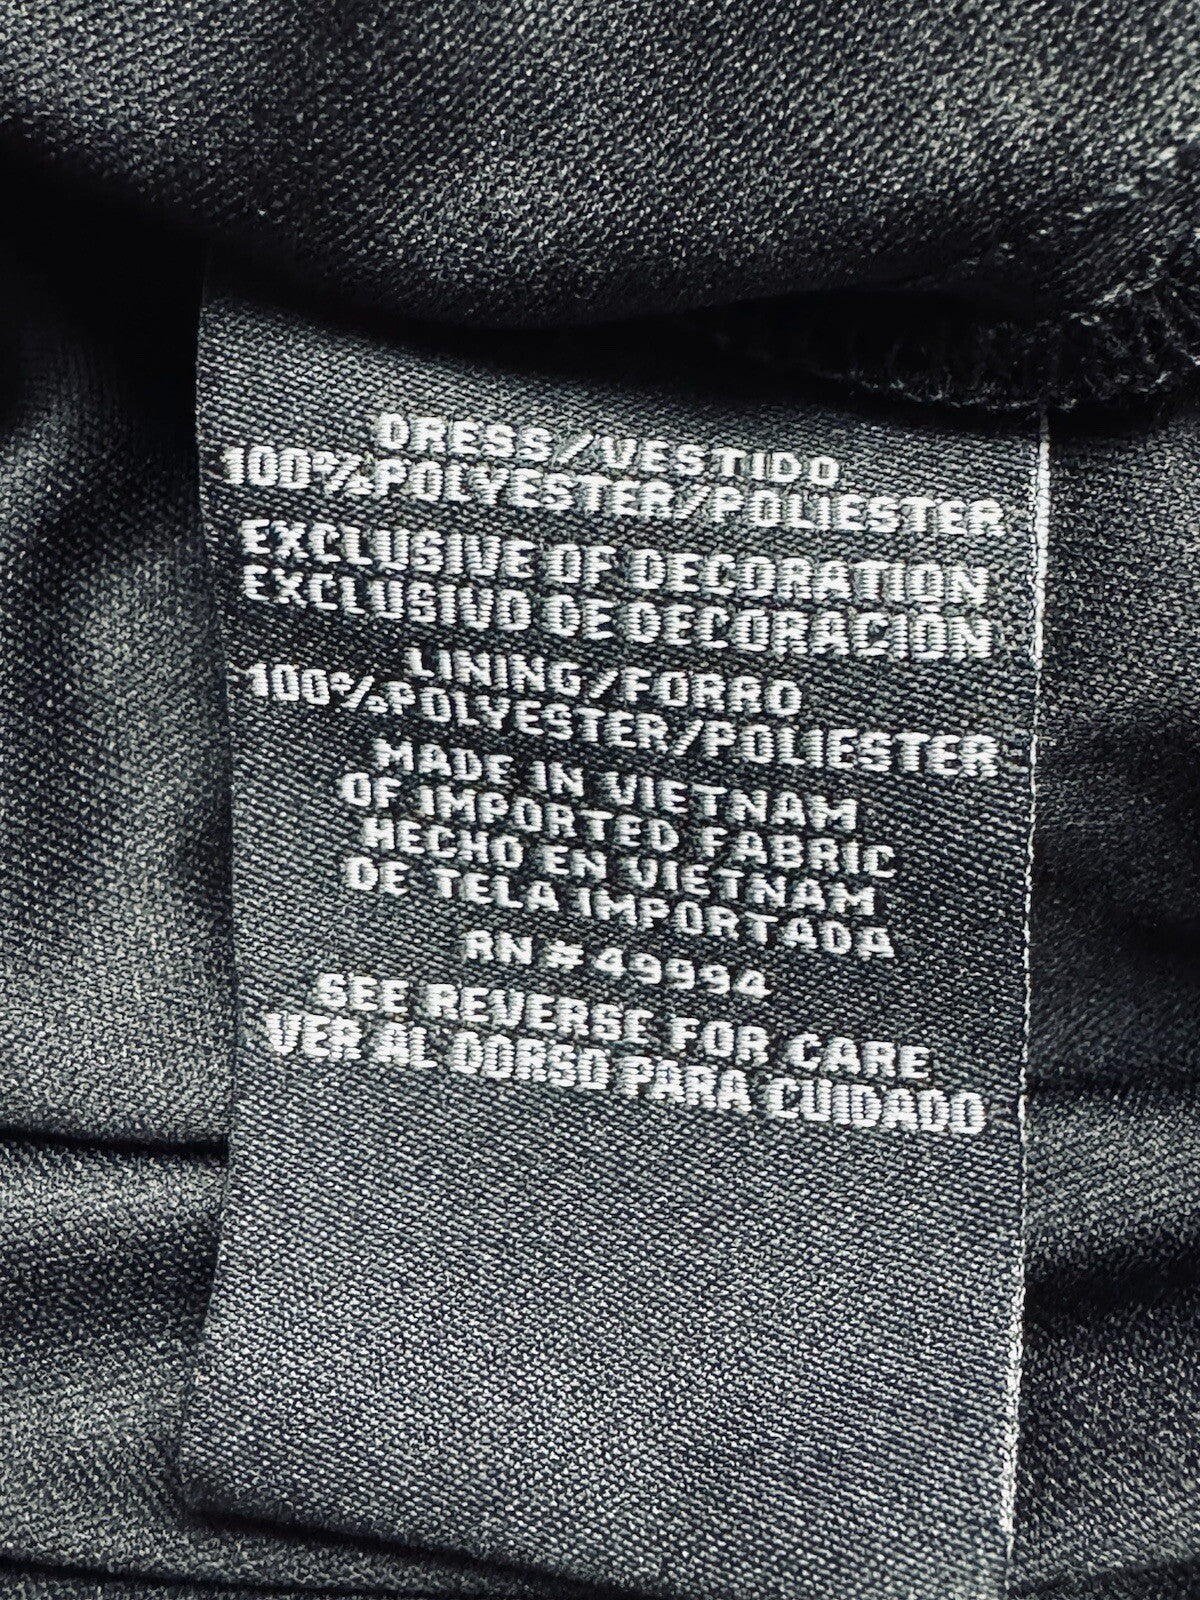 DRESS/VESTIDO
100%POLYESTER/POLIESTER
EXCLUSIVE OF DECORATION
EXCLUSIVO DE DECORACIÓN
LINING/FORRO
100%POLYESTER/POLIESTER
MADE IN VIETNAM
OF IMPORTED FABRIC
HECHO EN VIETNAM
DE TELA IMPORTADA
RN#49994
SEE REVERSE FOR CARE
VER AL DORSO PARA CUIDADO